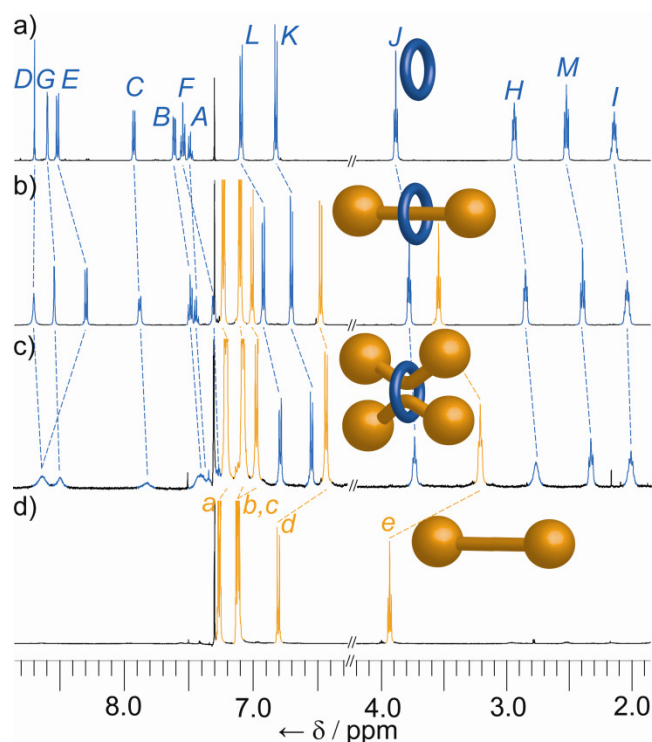 a)
D G E C B F A L K J H M I
b)
c)
d)
a b,c d e
8.0 7.0 4.0 3.0 2.0
← δ / ppm